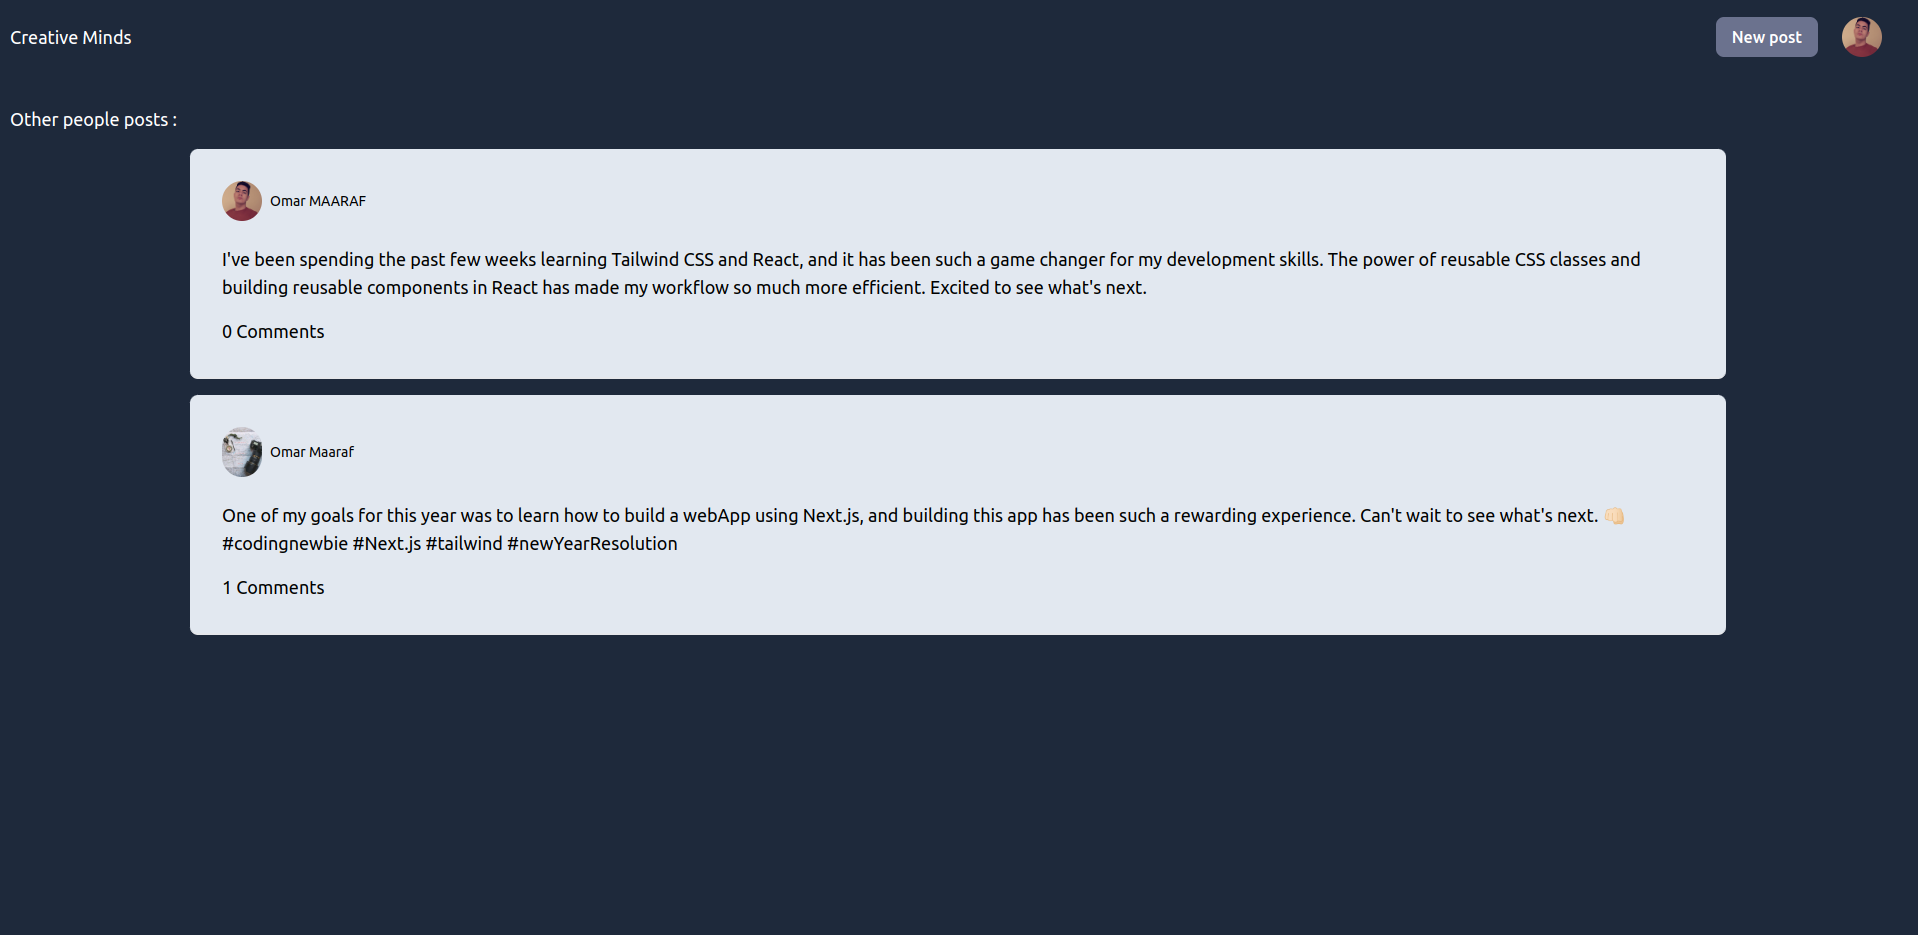 Creative Minds
New post
Other people posts :
Omar MAARAF
I've been spending the past few weeks learning Tailwind CSS and React, and it has been such a game changer for my development skills. The power of reusable CSS classes and
building reusable components in React has made my workflow so much more efficient. Excited to see what's next.
0 Comments
Omar Maaraf
One of my goals for this year was to learn how to build a webApp using Next.js, and building this app has been such a rewarding experience. Can't wait to see what's next. 👊🏻
#codingnewbie #Next.js #tailwind #newYearResolution
1 Comments